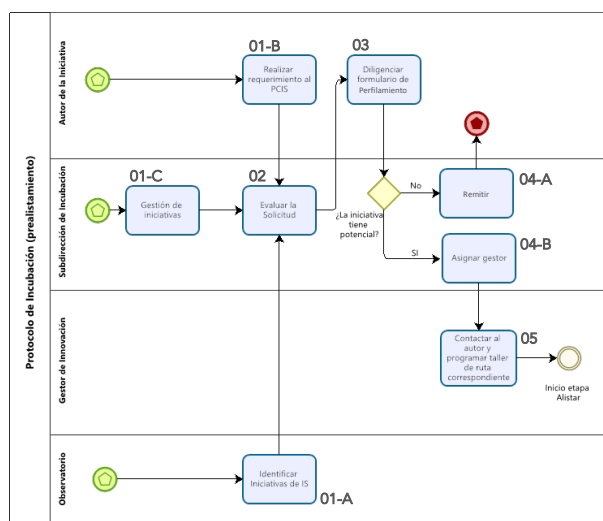 Protocolo de Incubación (prealistamiento)
Autor de la Iniciativa
01-B
Realizar
requerimiento al
PCIS
03
Diligenciar
formulario de
Perfilamiento
Subdirección de Incubación
01-C
Gestión de
iniciativas
02
Evaluar la
Solicitud
¿La iniciativa
tiene
potencial?
No
Remitir
04-A
SI
Asignar gestor
04-B
Gestor de Innovación
Contactar al
autor y
programar taller
de ruta
correspondiente
05
Inicio etapa
Alistar
Observatorio
Identificar
Iniciativas de IS
01-A